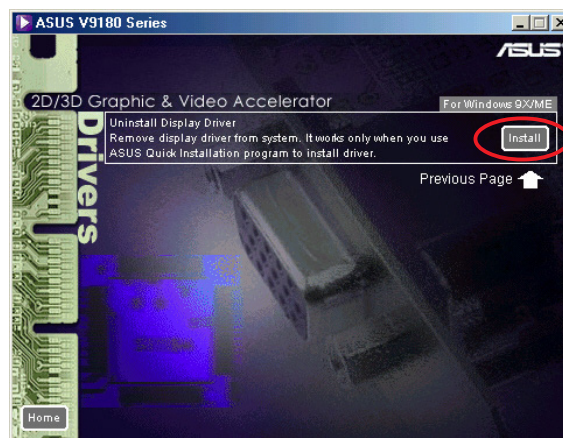 ASUS V9180 Series
ASUS
2D/3D Graphic & Video Accelerator
For Windows 9X/ME
Drivers
Uninstall Display Driver
Remove display driver from system. It works only when you use
ASUS Quick Installation program to install driver.
Install
Previous Page
Home